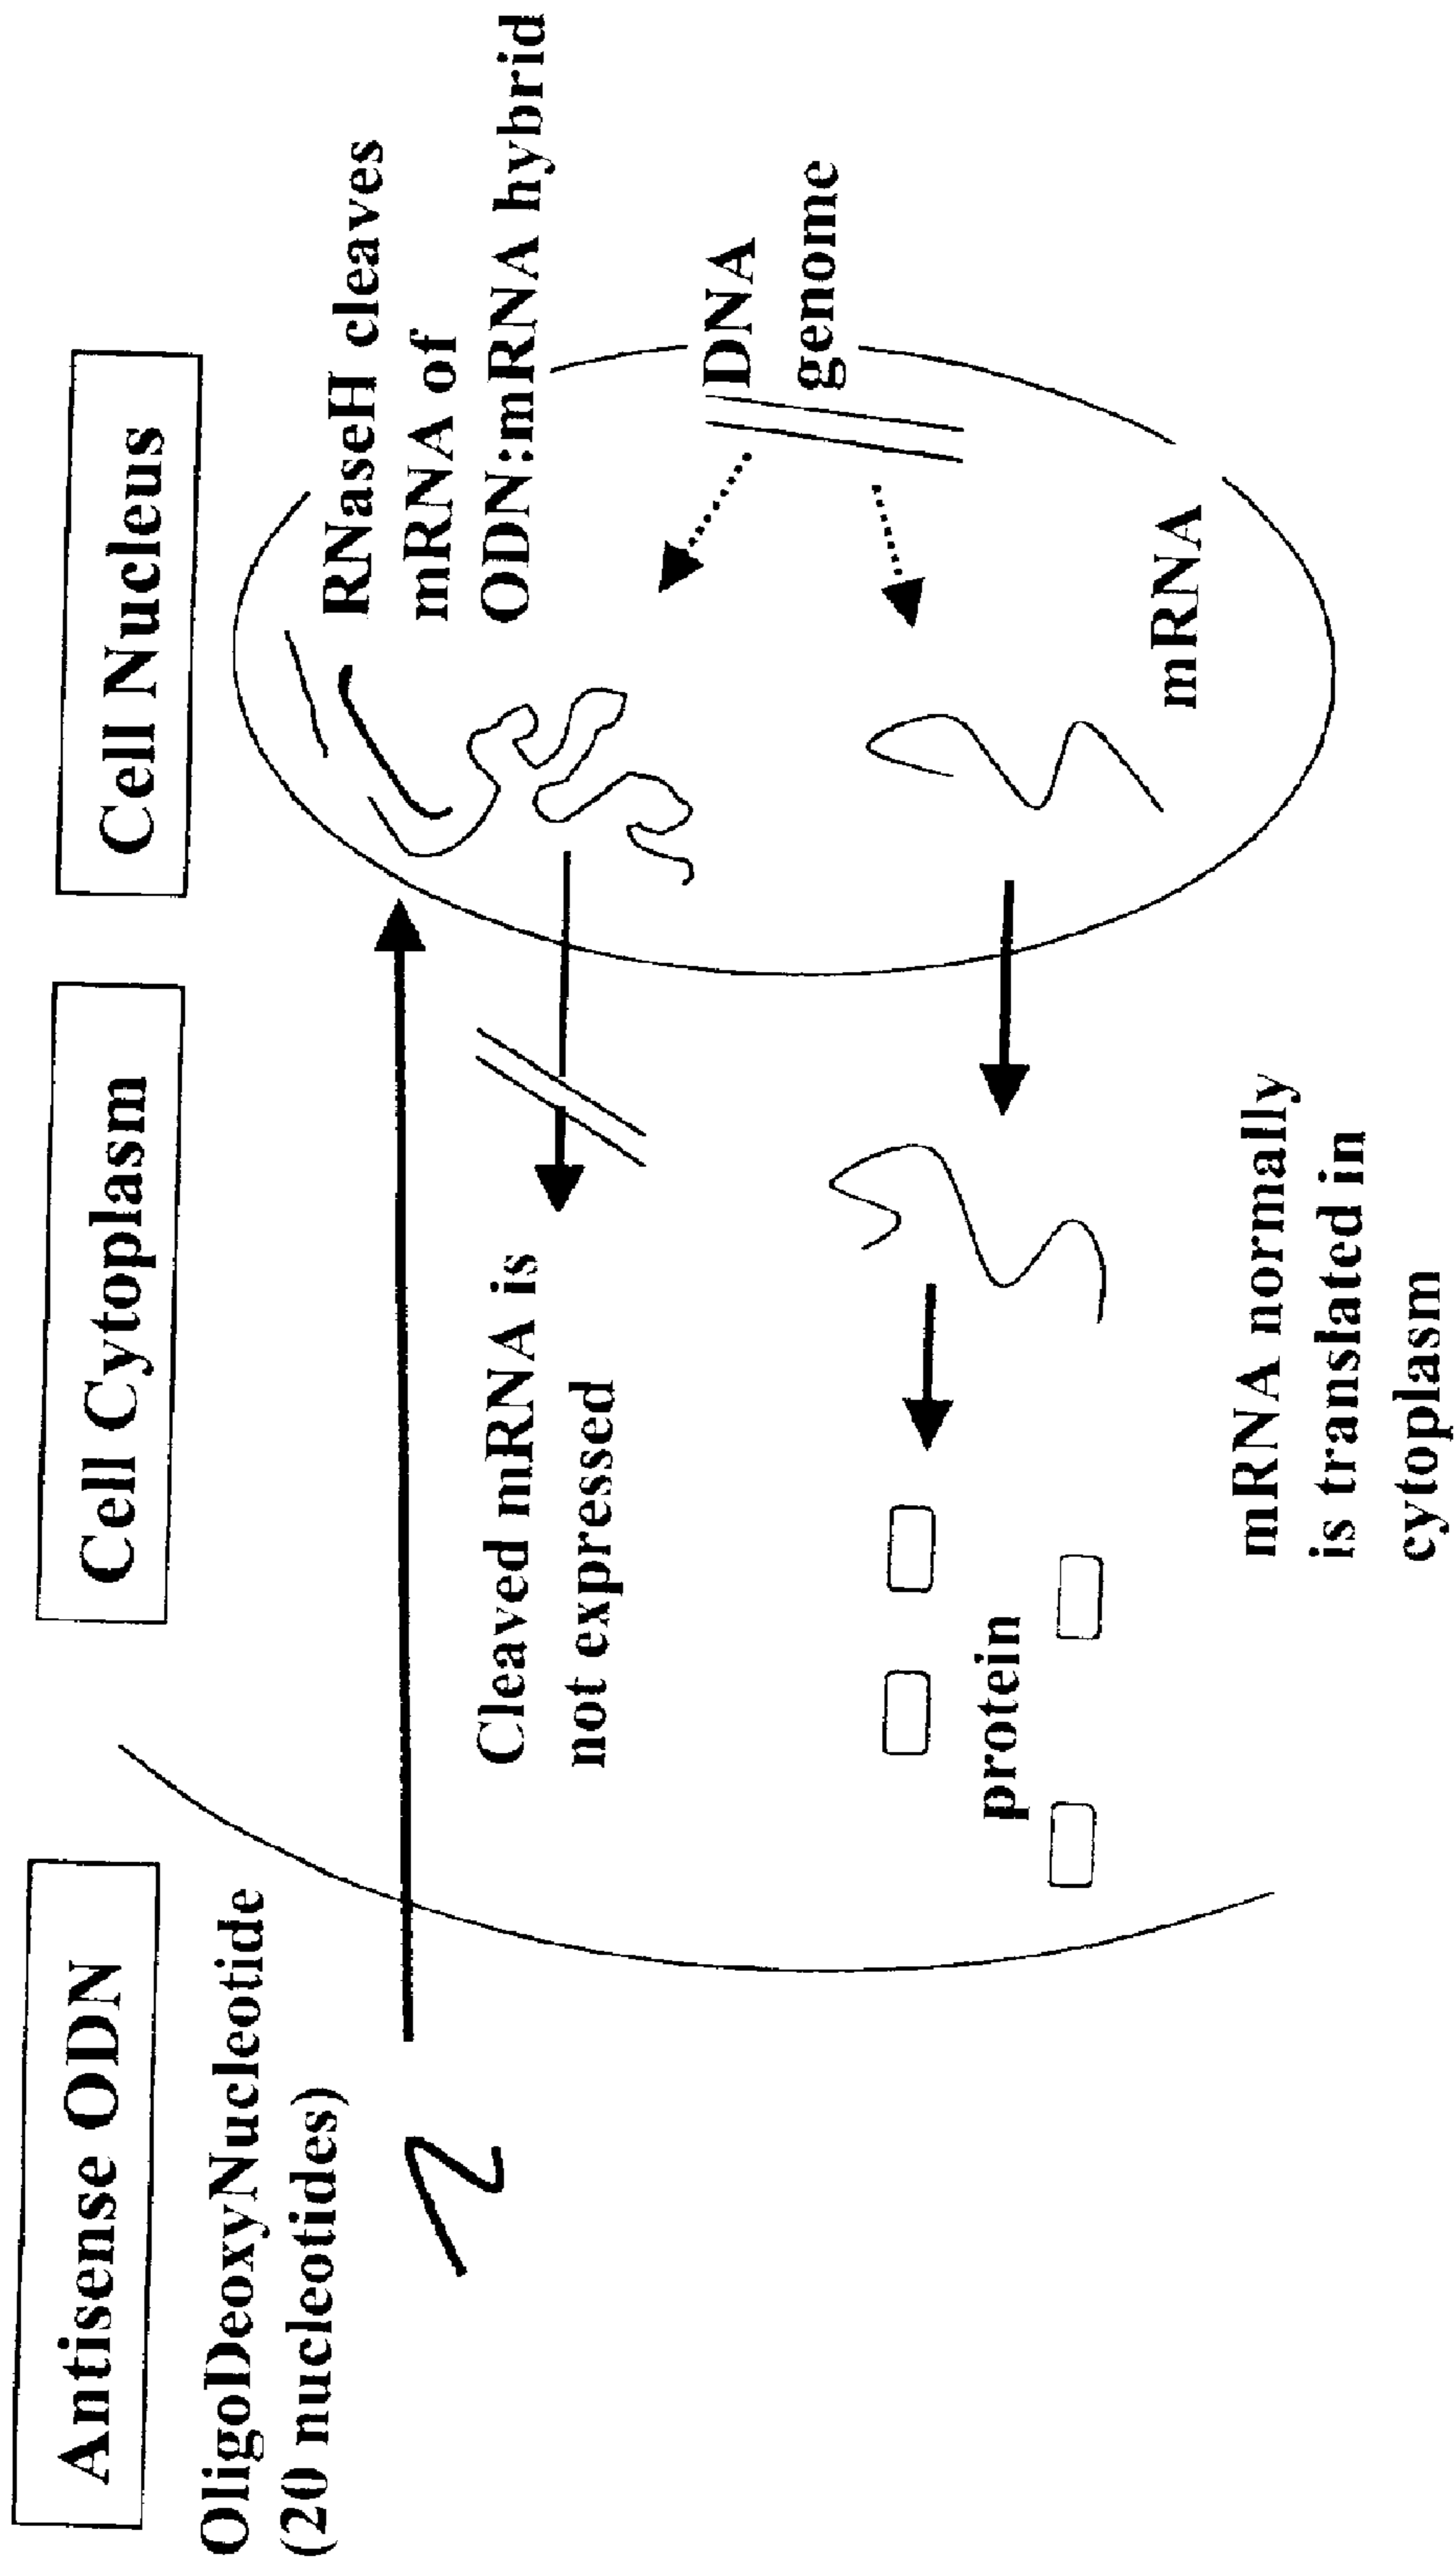 Antisense ODN
Cell Cytoplasm
Cell Nucleus
OligoDeoxyNucleotide
(20 nucleotides)
RNaseH cleaves
mRNA of
ODN:mRNA hybrid
Cleaved mRNA is
not expressed
DNA
genome
protein
mRNA
mRNA normally
is translated in
cytoplasm